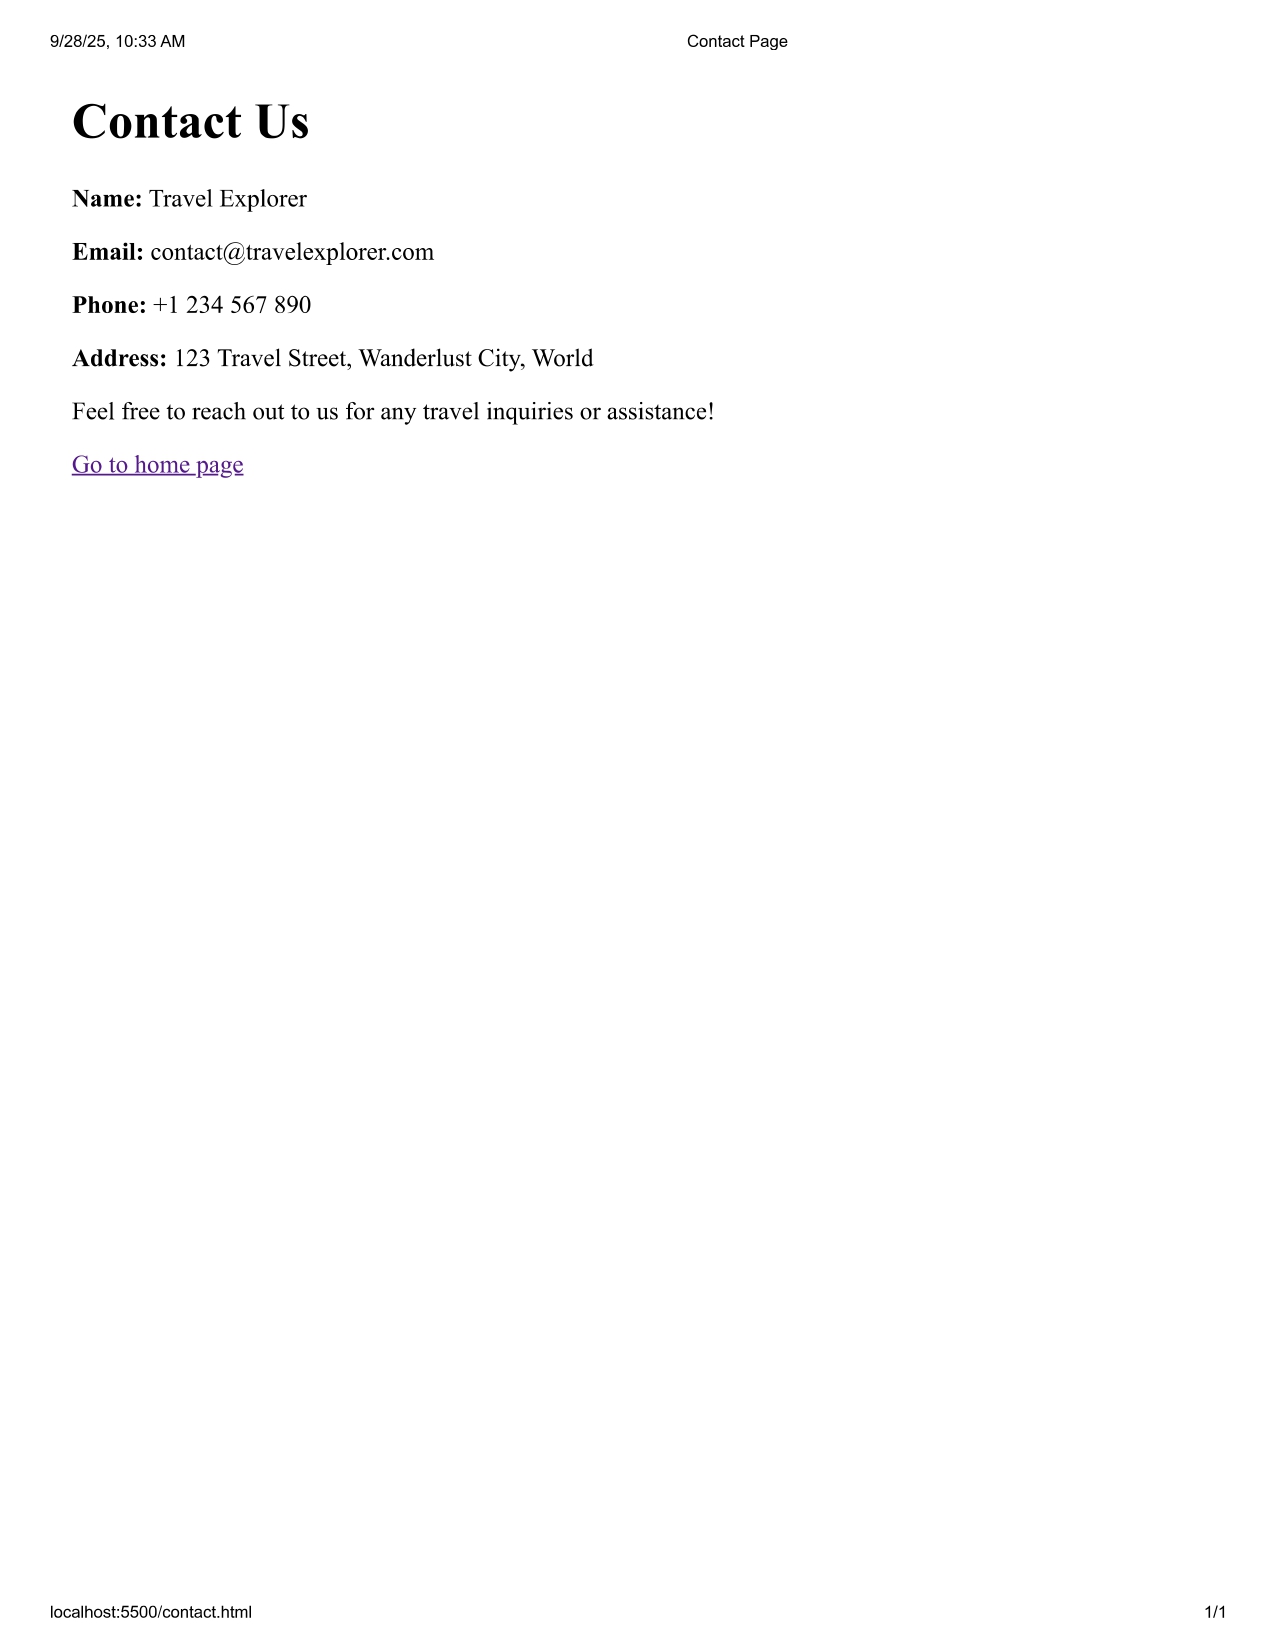 9/28/25, 10:33 AM Contact Page
Contact Us
Name: Travel Explorer
Email: contact@travelexplorer.com
Phone: +1 234 567 890
Address: 123 Travel Street, Wanderlust City, World
Feel free to reach out to us for any travel inquiries or assistance!
Go to home page
localhost:5500/contact.html 1/1